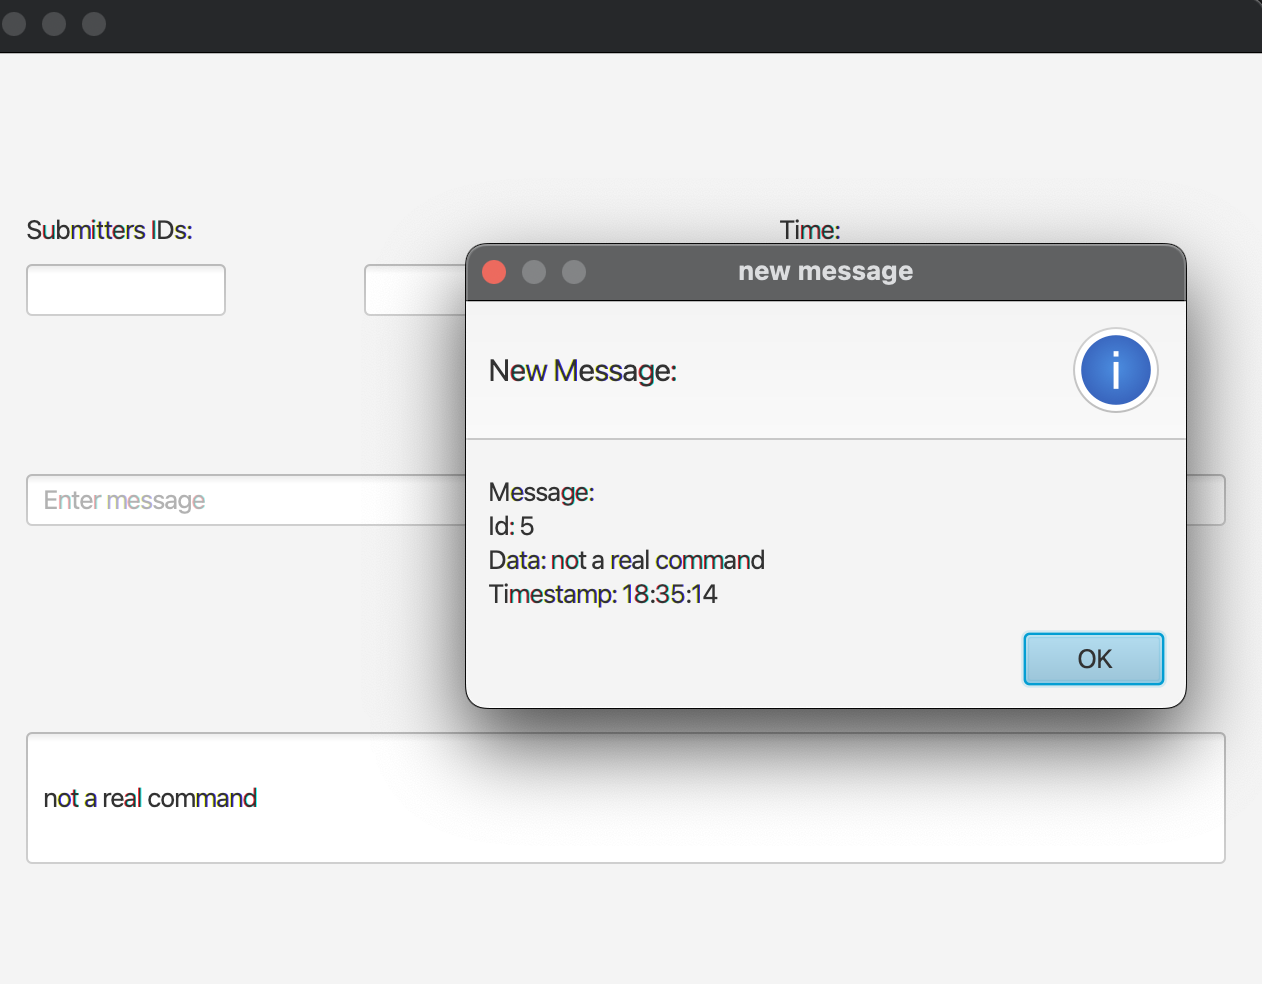 Submitters IDs:
Time:
new message
New Message:
i
Enter message
Message:
Id: 5
Data: not a real command
Timestamp: 18:35:14
OK
not a real command